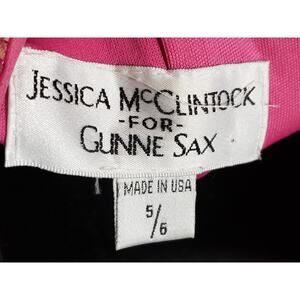 JESSICA McCLINTOCK
-FOR-
GUNNE SAX
MADE IN USA
5/6